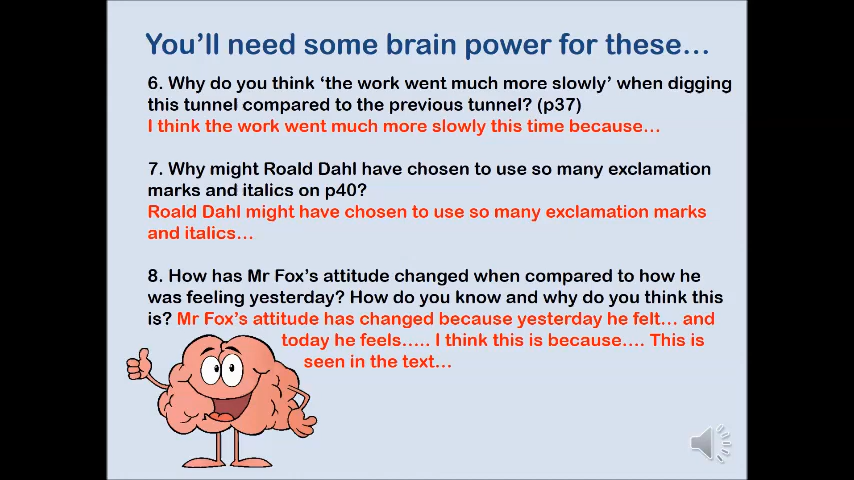 You'll need some brain power for these…
6. Why do you think 'the work went much more slowly' when digging
this tunnel compared to the previous tunnel? (p37)
I think the work went much more slowly this time because…
7. Why might Roald Dahl have chosen to use so many exclamation
marks and italics on p40?
Roald Dahl might have chosen to use so many exclamation marks
and italics…
8. How has Mr Fox's attitude changed when compared to how he
was feeling yesterday? How do you know and why do you think this
is? Mr Fox's attitude has changed because yesterday he felt… and
today he feels….. I think this is because…. This is
seen in the text…